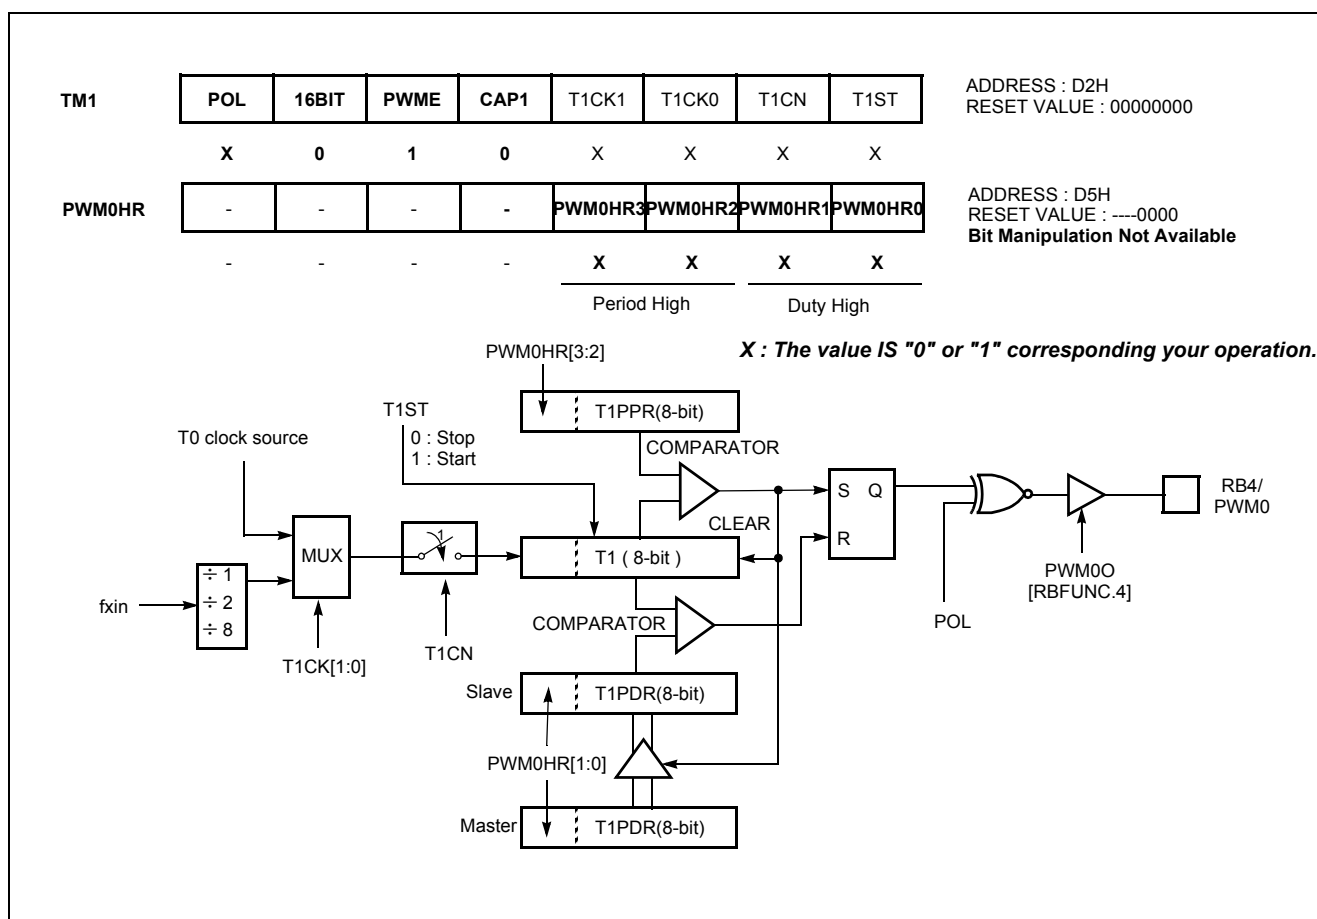 TM1 POL 16BIT PWME CAP1 T1CK1 T1CK0 T1CN T1ST ADDRESS : D2H
RESET VALUE : 00000000
X 0 1 0 X X X X
PWM0HR - - - - PWM0HR3 PWM0HR2 PWM0HR1 PWM0HR0 ADDRESS : D5H
RESET VALUE : ----0000
Bit Manipulation Not Available
- - - - X X X X
Period High Duty High
X : The value IS "0" or "1" corresponding your operation.
PWM0HR[3:2]
T1ST
0 : Stop
1 : Start
T1PPR(8-bit)
COMPARATOR
T0 clock source
MUX
1
T1 ( 8-bit )
CLEAR
S Q
R
RB4/
PWM0
fxin
÷ 1
÷ 2
÷ 8
T1CK[1:0]
T1CN
COMPARATOR
POL
PWM0O
[RBFUNC.4]
Slave T1PDR(8-bit)
PWM0HR[1:0]
Master T1PDR(8-bit)